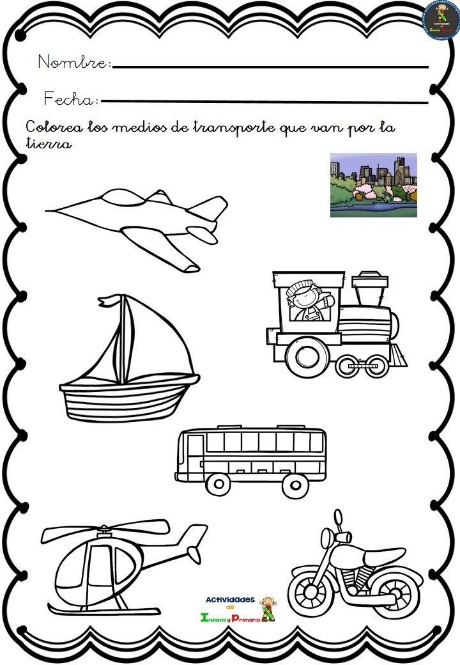 Nombre:
Fecha:
Colorea los medios de transporte que van por la
tierra
Actividades
de
Infantil y Primaria